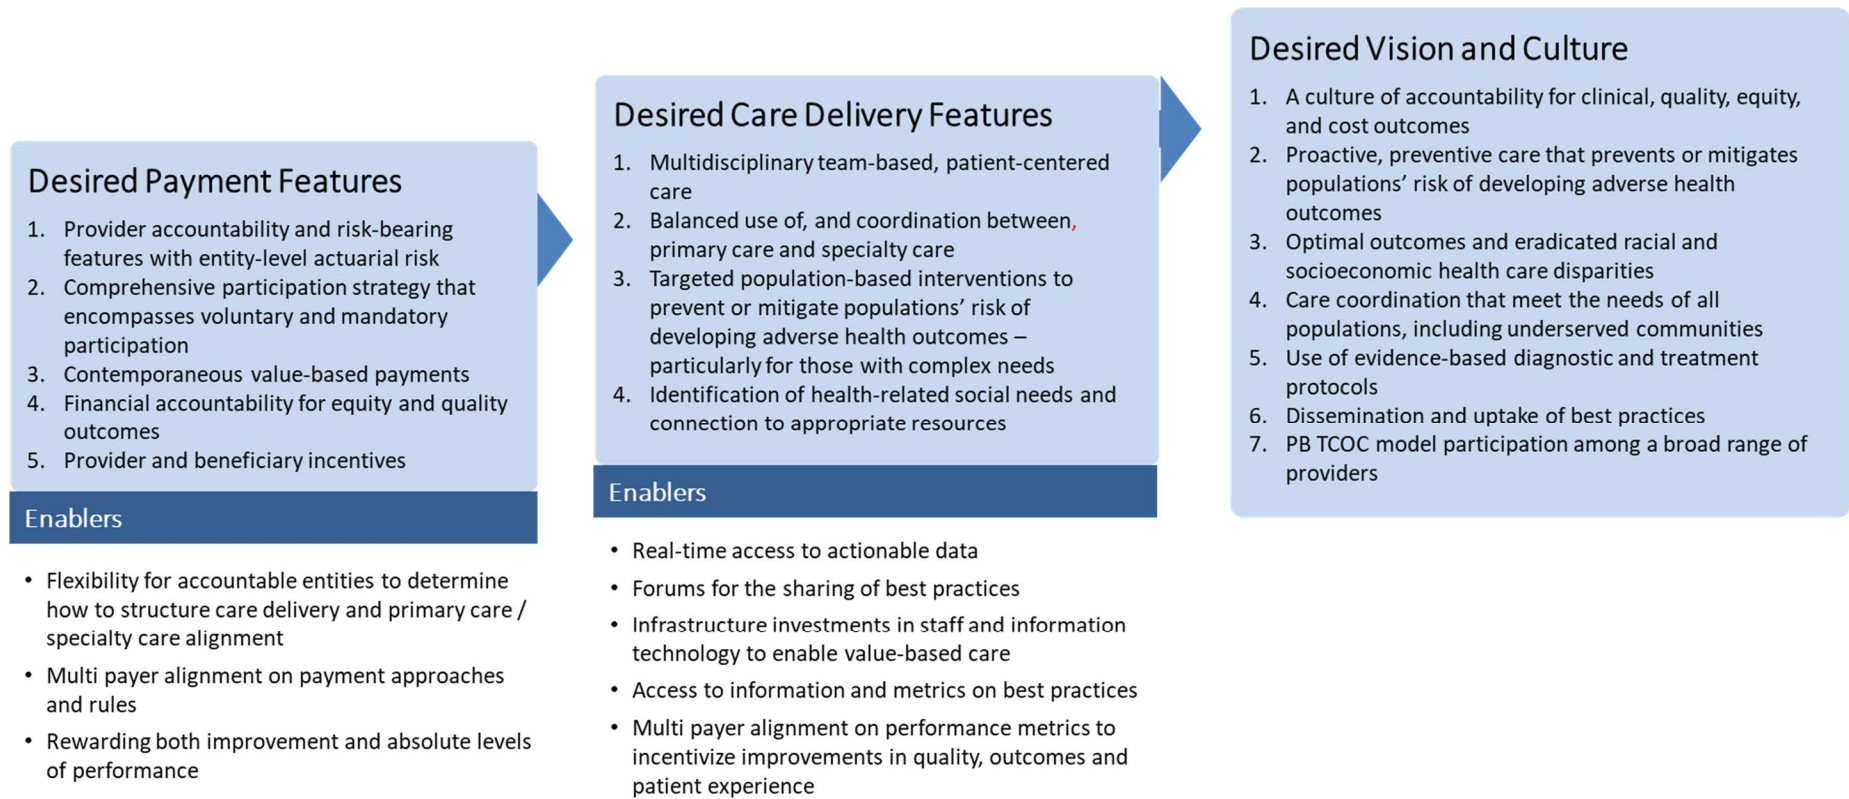 Desired Payment Features
1. Provider accountability and risk-bearing
features with entity-level actuarial risk
2. Comprehensive participation strategy that
encompasses voluntary and mandatory
participation
3. Contemporaneous value-based payments
4. Financial accountability for equity and quality
outcomes
5. Provider and beneficiary incentives
Enablers
• Flexibility for accountable entities to determine
how to structure care delivery and primary care /
specialty care alignment
• Multi payer alignment on payment approaches
and rules
• Rewarding both improvement and absolute levels
of performance
Desired Care Delivery Features
1. Multidisciplinary team-based, patient-centered
care
2. Balanced use of, and coordination between,
primary care and specialty care
3. Targeted population-based interventions to
prevent or mitigate populations’ risk of
developing adverse health outcomes –
particularly for those with complex needs
4. Identification of health-related social needs and
connection to appropriate resources
Enablers
• Real-time access to actionable data
• Forums for the sharing of best practices
• Infrastructure investments in staff and information
technology to enable value-based care
• Access to information and metrics on best practices
• Multi payer alignment on performance metrics to
incentivize improvements in quality, outcomes and
patient experience
Desired Vision and Culture
1. A culture of accountability for clinical, quality, equity,
and cost outcomes
2. Proactive, preventive care that prevents or mitigates
populations’ risk of developing adverse health
outcomes
3. Optimal outcomes and eradicated racial and
socioeconomic health care disparities
4. Care coordination that meet the needs of all
populations, including underserved communities
5. Use of evidence-based diagnostic and treatment
protocols
6. Dissemination and uptake of best practices
7. PB TCOC model participation among a broad range of
providers